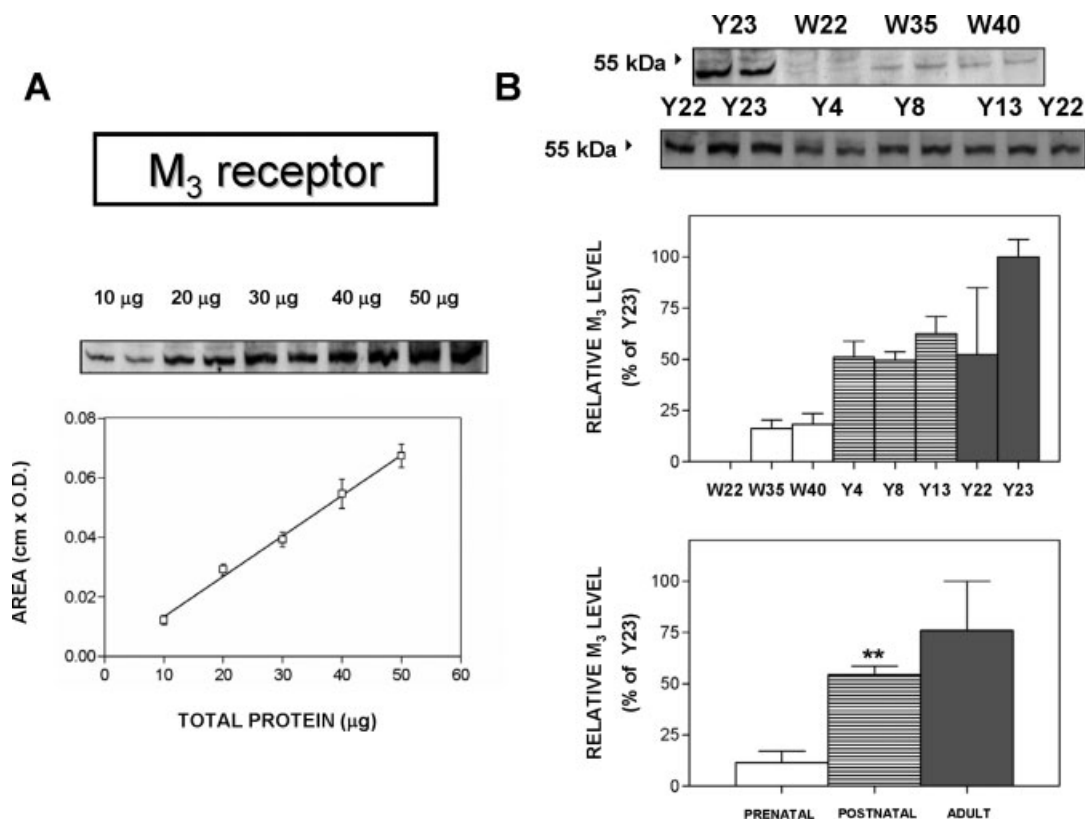 A
M3 receptor
10 μg 20 μg 30 μg 40 μg 50 μg
0.08
0.06
0.04
0.02
0.00
AREA (cm x O.D.)
0 10 20 30 40 50 60
TOTAL PROTEIN (μg)
B
Y23 W22 W35 W40
55 kDa
Y22 Y23 Y4 Y8 Y13 Y22
55 kDa
RELATIVE M3 LEVEL
(% of Y23)
100
75
50
25
0
W22 W35 W40 Y4 Y8 Y13 Y22 Y23
RELATIVE M3 LEVEL
(% of Y23)
100
75
50
25
0
**
PRENATAL POSTNATAL ADULT